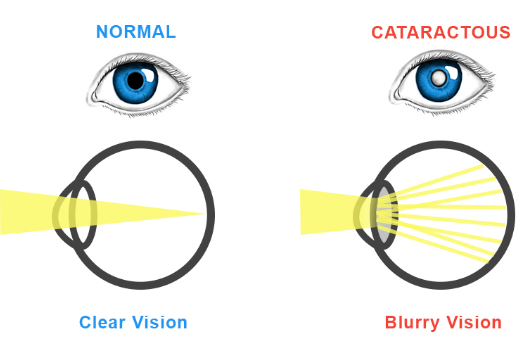 NORMAL
CATARACTOUS
Clear Vision
Blurry Vision